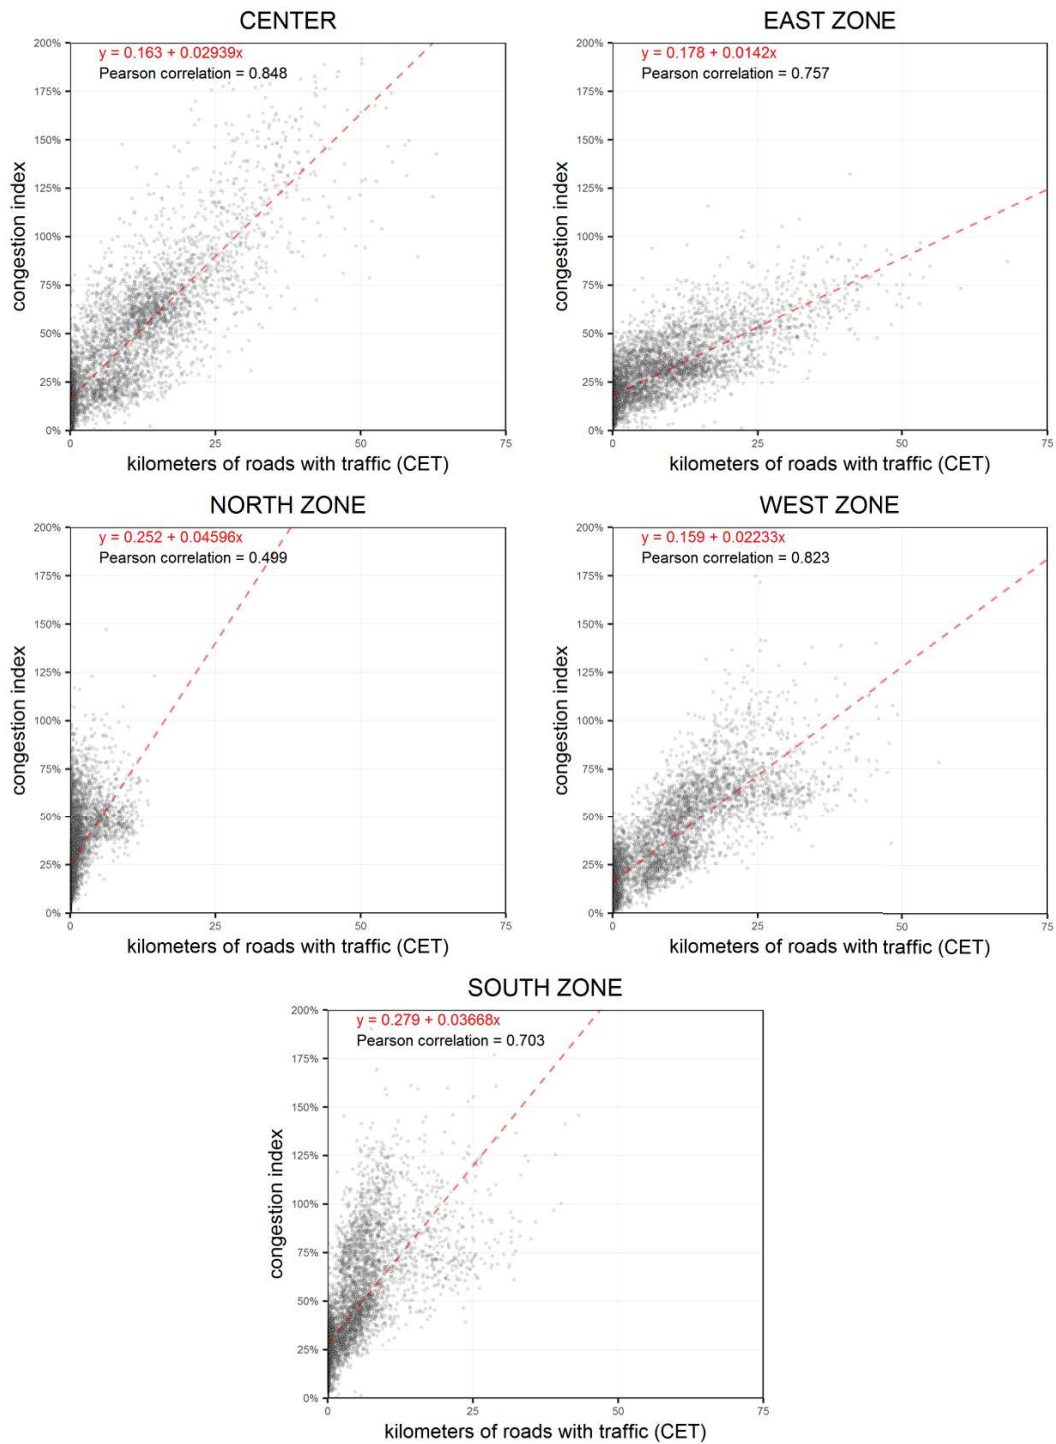 CENTER
y = 0.163 + 0.02939x
Pearson correlation = 0.848
200%
175%
150%
125%
100%
75%
50%
25%
0%
congestion index
0 25 50 75
kilometers of roads with traffic (CET)
EAST ZONE
y = 0.178 + 0.0142x
Pearson correlation = 0.757
200%
175%
150%
125%
100%
75%
50%
25%
0%
congestion index
0 25 50 75
kilometers of roads with traffic (CET)
NORTH ZONE
y = 0.252 + 0.04596x
Pearson correlation = 0.499
200%
175%
150%
125%
100%
75%
50%
25%
0%
congestion index
0 25 50 75
kilometers of roads with traffic (CET)
WEST ZONE
y = 0.159 + 0.02233x
Pearson correlation = 0.823
200%
175%
150%
125%
100%
75%
50%
25%
0%
congestion index
0 25 50 75
kilometers of roads with traffic (CET)
SOUTH ZONE
y = 0.279 + 0.03668x
Pearson correlation = 0.703
200%
175%
150%
125%
100%
75%
50%
25%
0%
congestion index
0 25 50 75
kilometers of roads with traffic (CET)